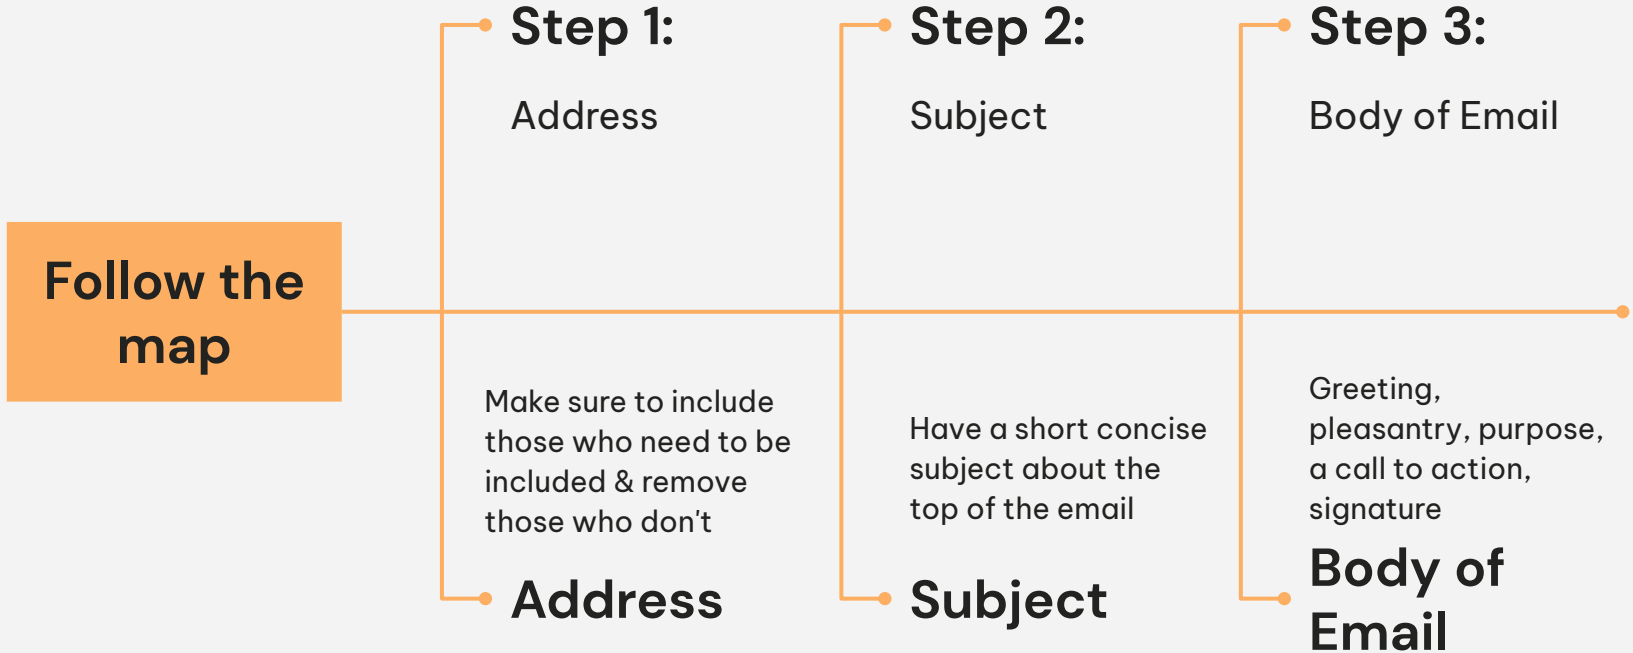 Follow the
map
Step 1:
Address
Make sure to include
those who need to be
included & remove
those who don't
Address
Step 2:
Subject
Have a short concise
subject about the
top of the email
Subject
Step 3:
Body of Email
Greeting,
pleasantry, purpose,
a call to action,
signature
Body of
Email